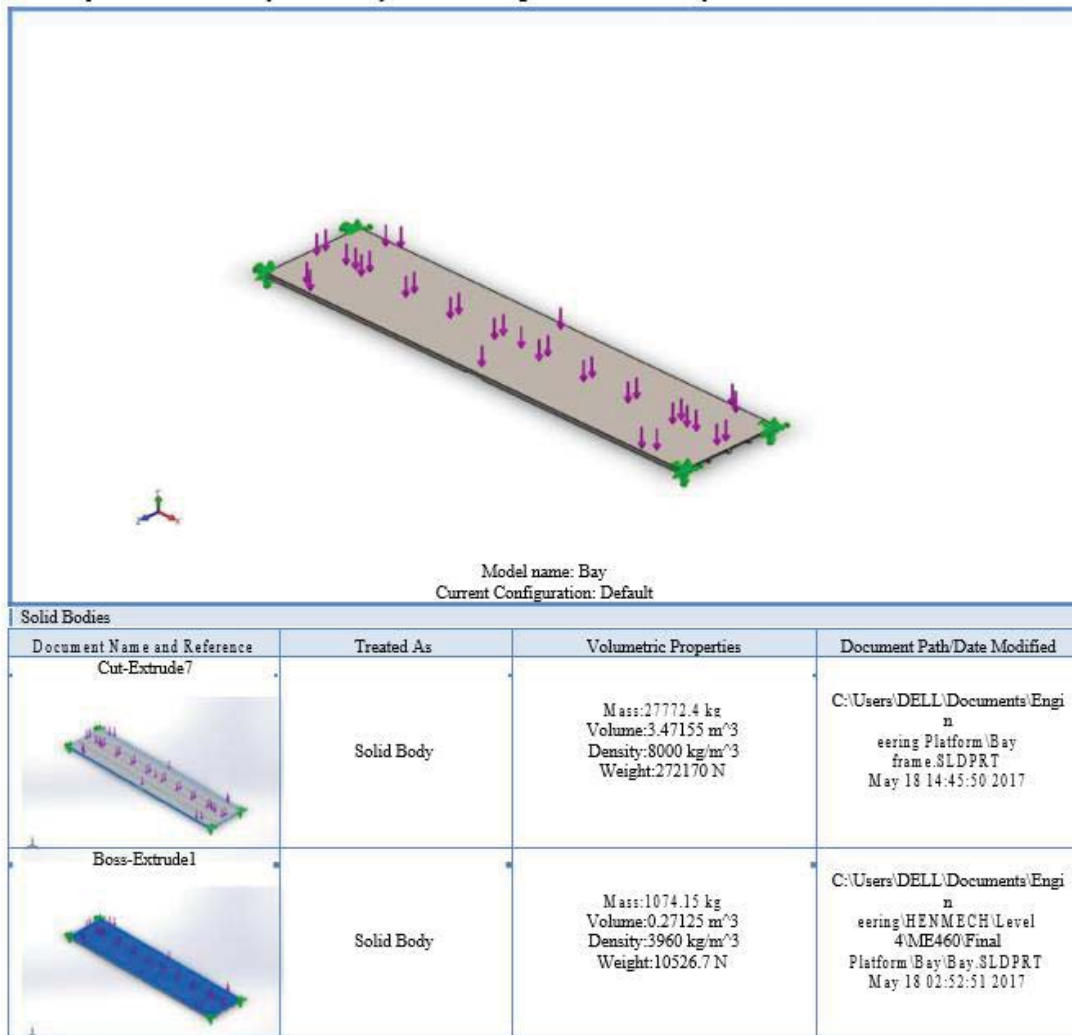 Model name: Bay
Current Configuration: Default
Solid Bodies
Document Name and Reference
Treated As
Volumetric Properties
Document Path/Date Modified
Cut-Extrude7
Solid Body
Mass:27772.4 kg
Volume:3.47155 m^3
Density:8000 kg/m^3
Weight:272170 N
C:\Users\DELL\Documents\Engi
n
eering Platform\Bay
frame.SLDPRT
May 18 14:45:50 2017
Boss-Extrude1
Solid Body
Mass:1074.15 kg
Volume:0.27125 m^3
Density:3960 kg/m^3
Weight:10526.7 N
C:\Users\DELL\Documents\Engi
n
eering\HENMECH\Level
4\ME460\Final
Platform\Bay\Bay.SLDPRT
May 18 02:52:51 2017